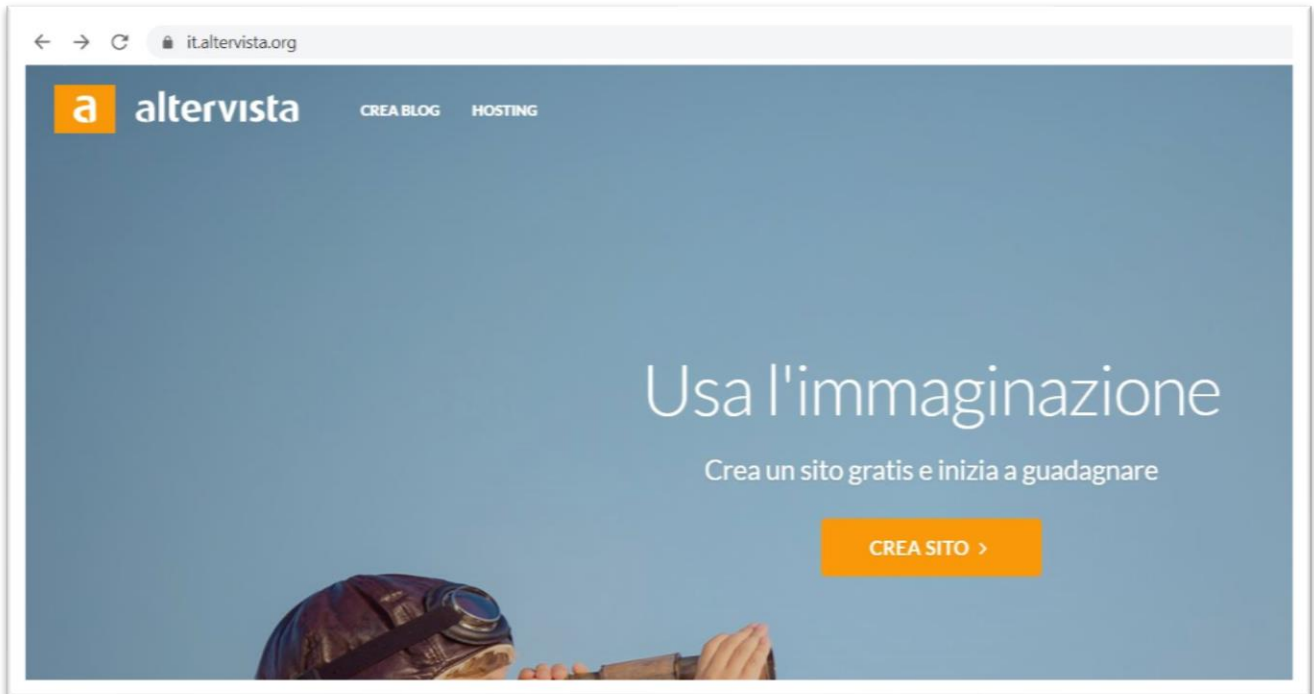 it.altervista.org
a altervista CREA BLOG HOSTING
Usa l'immaginazione
Crea un sito gratis e inizia a guadagnare
CREA SITO >